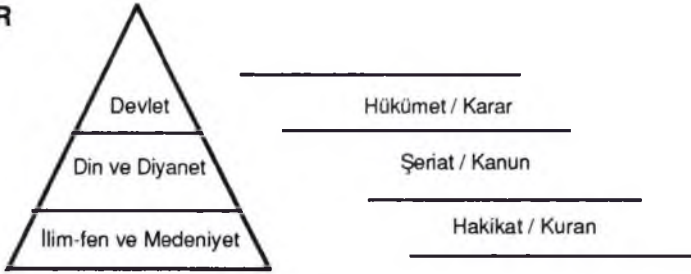 R
Devlet
Hükümet / Karar
Din ve Diyanet
Şeriat / Kanun
İlim-fen ve Medeniyet
Hakikat / Kuran